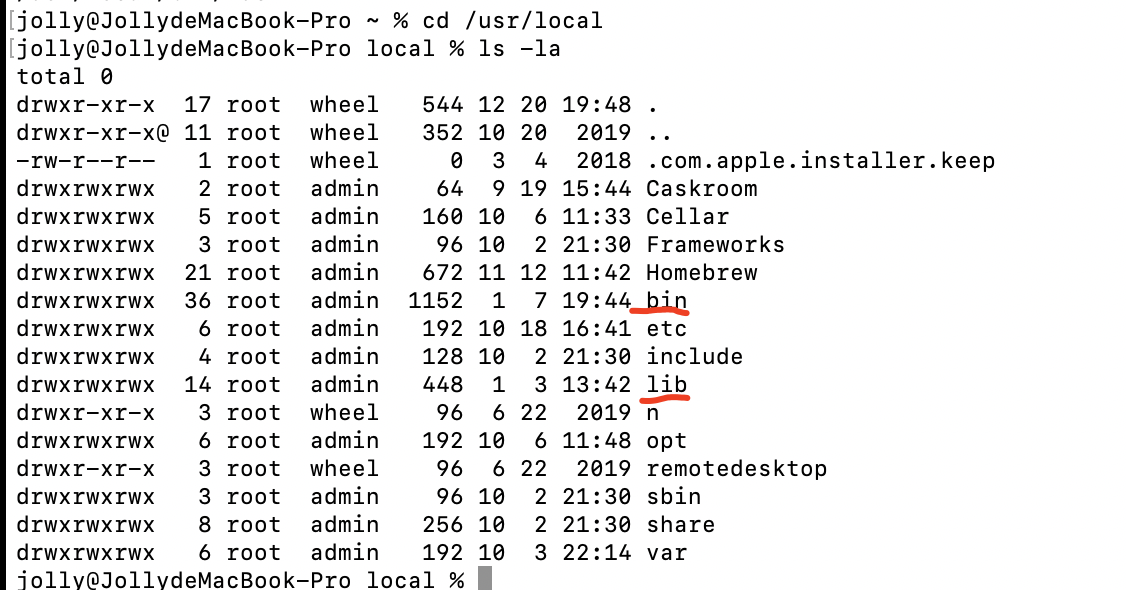 [jolly@JollydeMacBook-Pro ~ % cd /usr/local
[jolly@JollydeMacBook-Pro local % ls -la
total 0
drwxr-xr-x  17 root  wheel   544 12 20 19:48 .
drwxr-xr-x@ 11 root  wheel   352 10 20  2019 ..
-rw-r--r--   1 root  wheel     0  3  4  2018 .com.apple.installer.keep
drwxrwxrwx   2 root  admin    64  9 19 15:44 Caskroom
drwxrwxrwx   5 root  admin   160 10  6 11:33 Cellar
drwxrwxrwx   3 root  admin    96 10  2 21:30 Frameworks
drwxrwxrwx  21 root  admin   672 11 12 11:42 Homebrew
drwxrwxrwx  36 root  admin  1152  1  7 19:44 bin
drwxrwxrwx   6 root  admin   192 10 18 16:41 etc
drwxrwxrwx   4 root  admin   128 10  2 21:30 include
drwxrwxrwx  14 root  admin   448  1  3 13:42 lib
drwxr-xr-x   3 root  wheel    96  6 22  2019 n
drwxrwxrwx   6 root  admin   192 10  6 11:48 opt
drwxr-xr-x   3 root  wheel    96  6 22  2019 remotedesktop
drwxrwxrwx   3 root  admin    96 10  2 21:30 sbin
drwxrwxrwx   8 root  admin   256 10  2 21:30 share
drwxrwxrwx   6 root  admin   192 10  3 22:14 var
jolly@JollydeMacBook-Pro local %